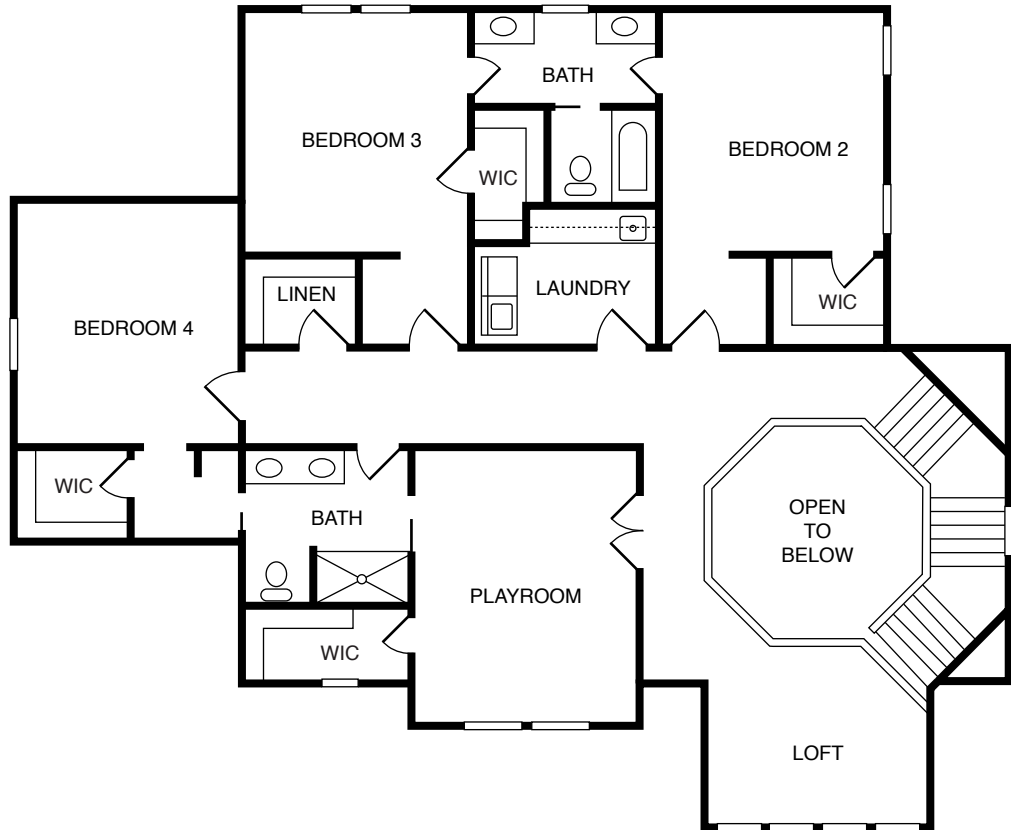 BATH
BEDROOM 3
BEDROOM 2
WIC
LINEN
LAUNDRY
WIC
BEDROOM 4
WIC
BATH
OPEN
TO
BELOW
PLAYROOM
WIC
LOFT